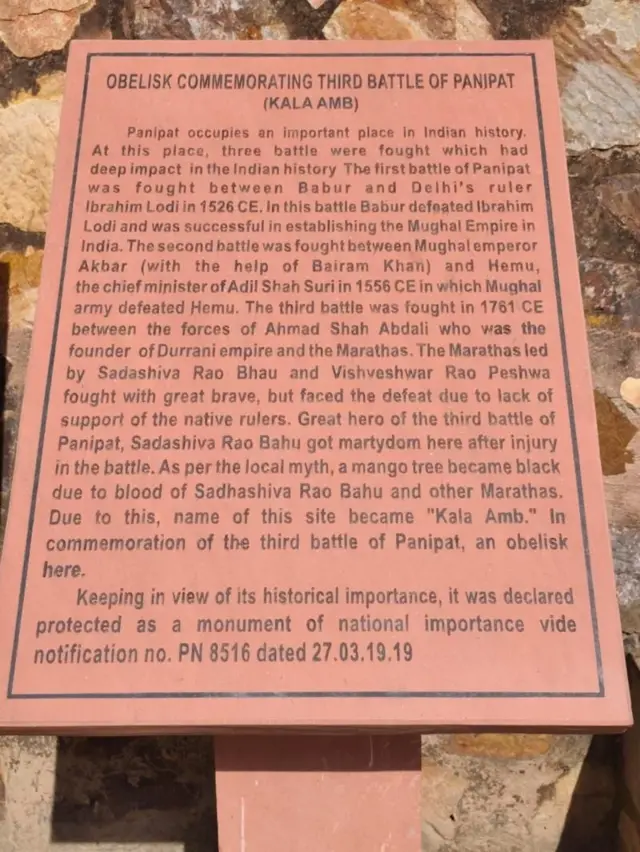 OBELISK COMMEMORATING THIRD BATTLE OF PANIPAT
(KALA AMB)
Panipat occupies an important place in Indian history.
At this place, three battle were fought which had
deep impact in the Indian history The first battle of Panipat
was fought between Babur and Delhi's ruler
Ibrahim Lodi in 1526 CE. In this battle Babur defeated Ibrahim
Lodi and was successful in establishing the Mughal Empire in
India. The second battle was fought between Mughal emperor
Akbar (with the help of Bairam Khan) and Hemu,
the chief minister of Adil Shah Suri in 1556 CE in which Mughal
army defeated Hemu. The third battle was fought in 1761 CE
between the forces of Ahmad Shah Abdali who was the
founder of Durrani empire and the Marathas. The Marathas led
by Sadashiva Rao Bhau and Vishveshwar Rao Peshwa
fought with great brave, but faced the defeat due to lack of
support of the native rulers. Great hero of the third battle of
Panipat, Sadashiva Rao Bahu got martydom here after injury
in the battle. As per the local myth, a mango tree became black
due to blood of Sadhashiva Rao Bahu and other Marathas.
Due to this, name of this site became "Kala Amb." In
commemoration of the third battle of Panipat, an obelisk
here.
Keeping in view of its historical importance, it was declared
protected as a monument of national importance vide
notification no. PN 8516 dated 27.03.19.19